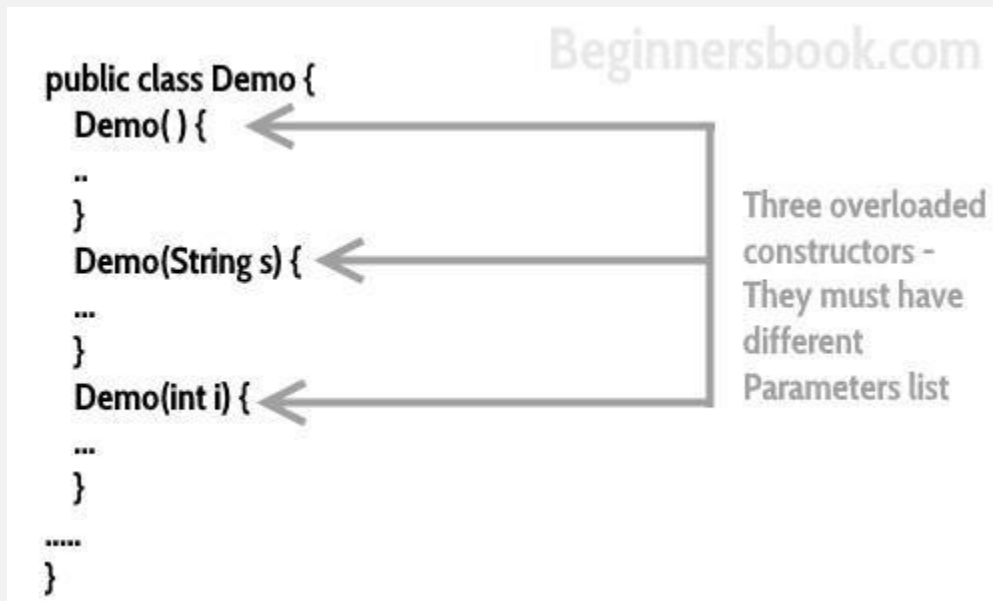 Beginnersbook.com
public class Demo {
Demo( ) {
..
}
Demo(String s) {
...
}
Demo(int i) {
...
}
.....
}
Three overloaded
constructors -
They must have
different
Parameters list